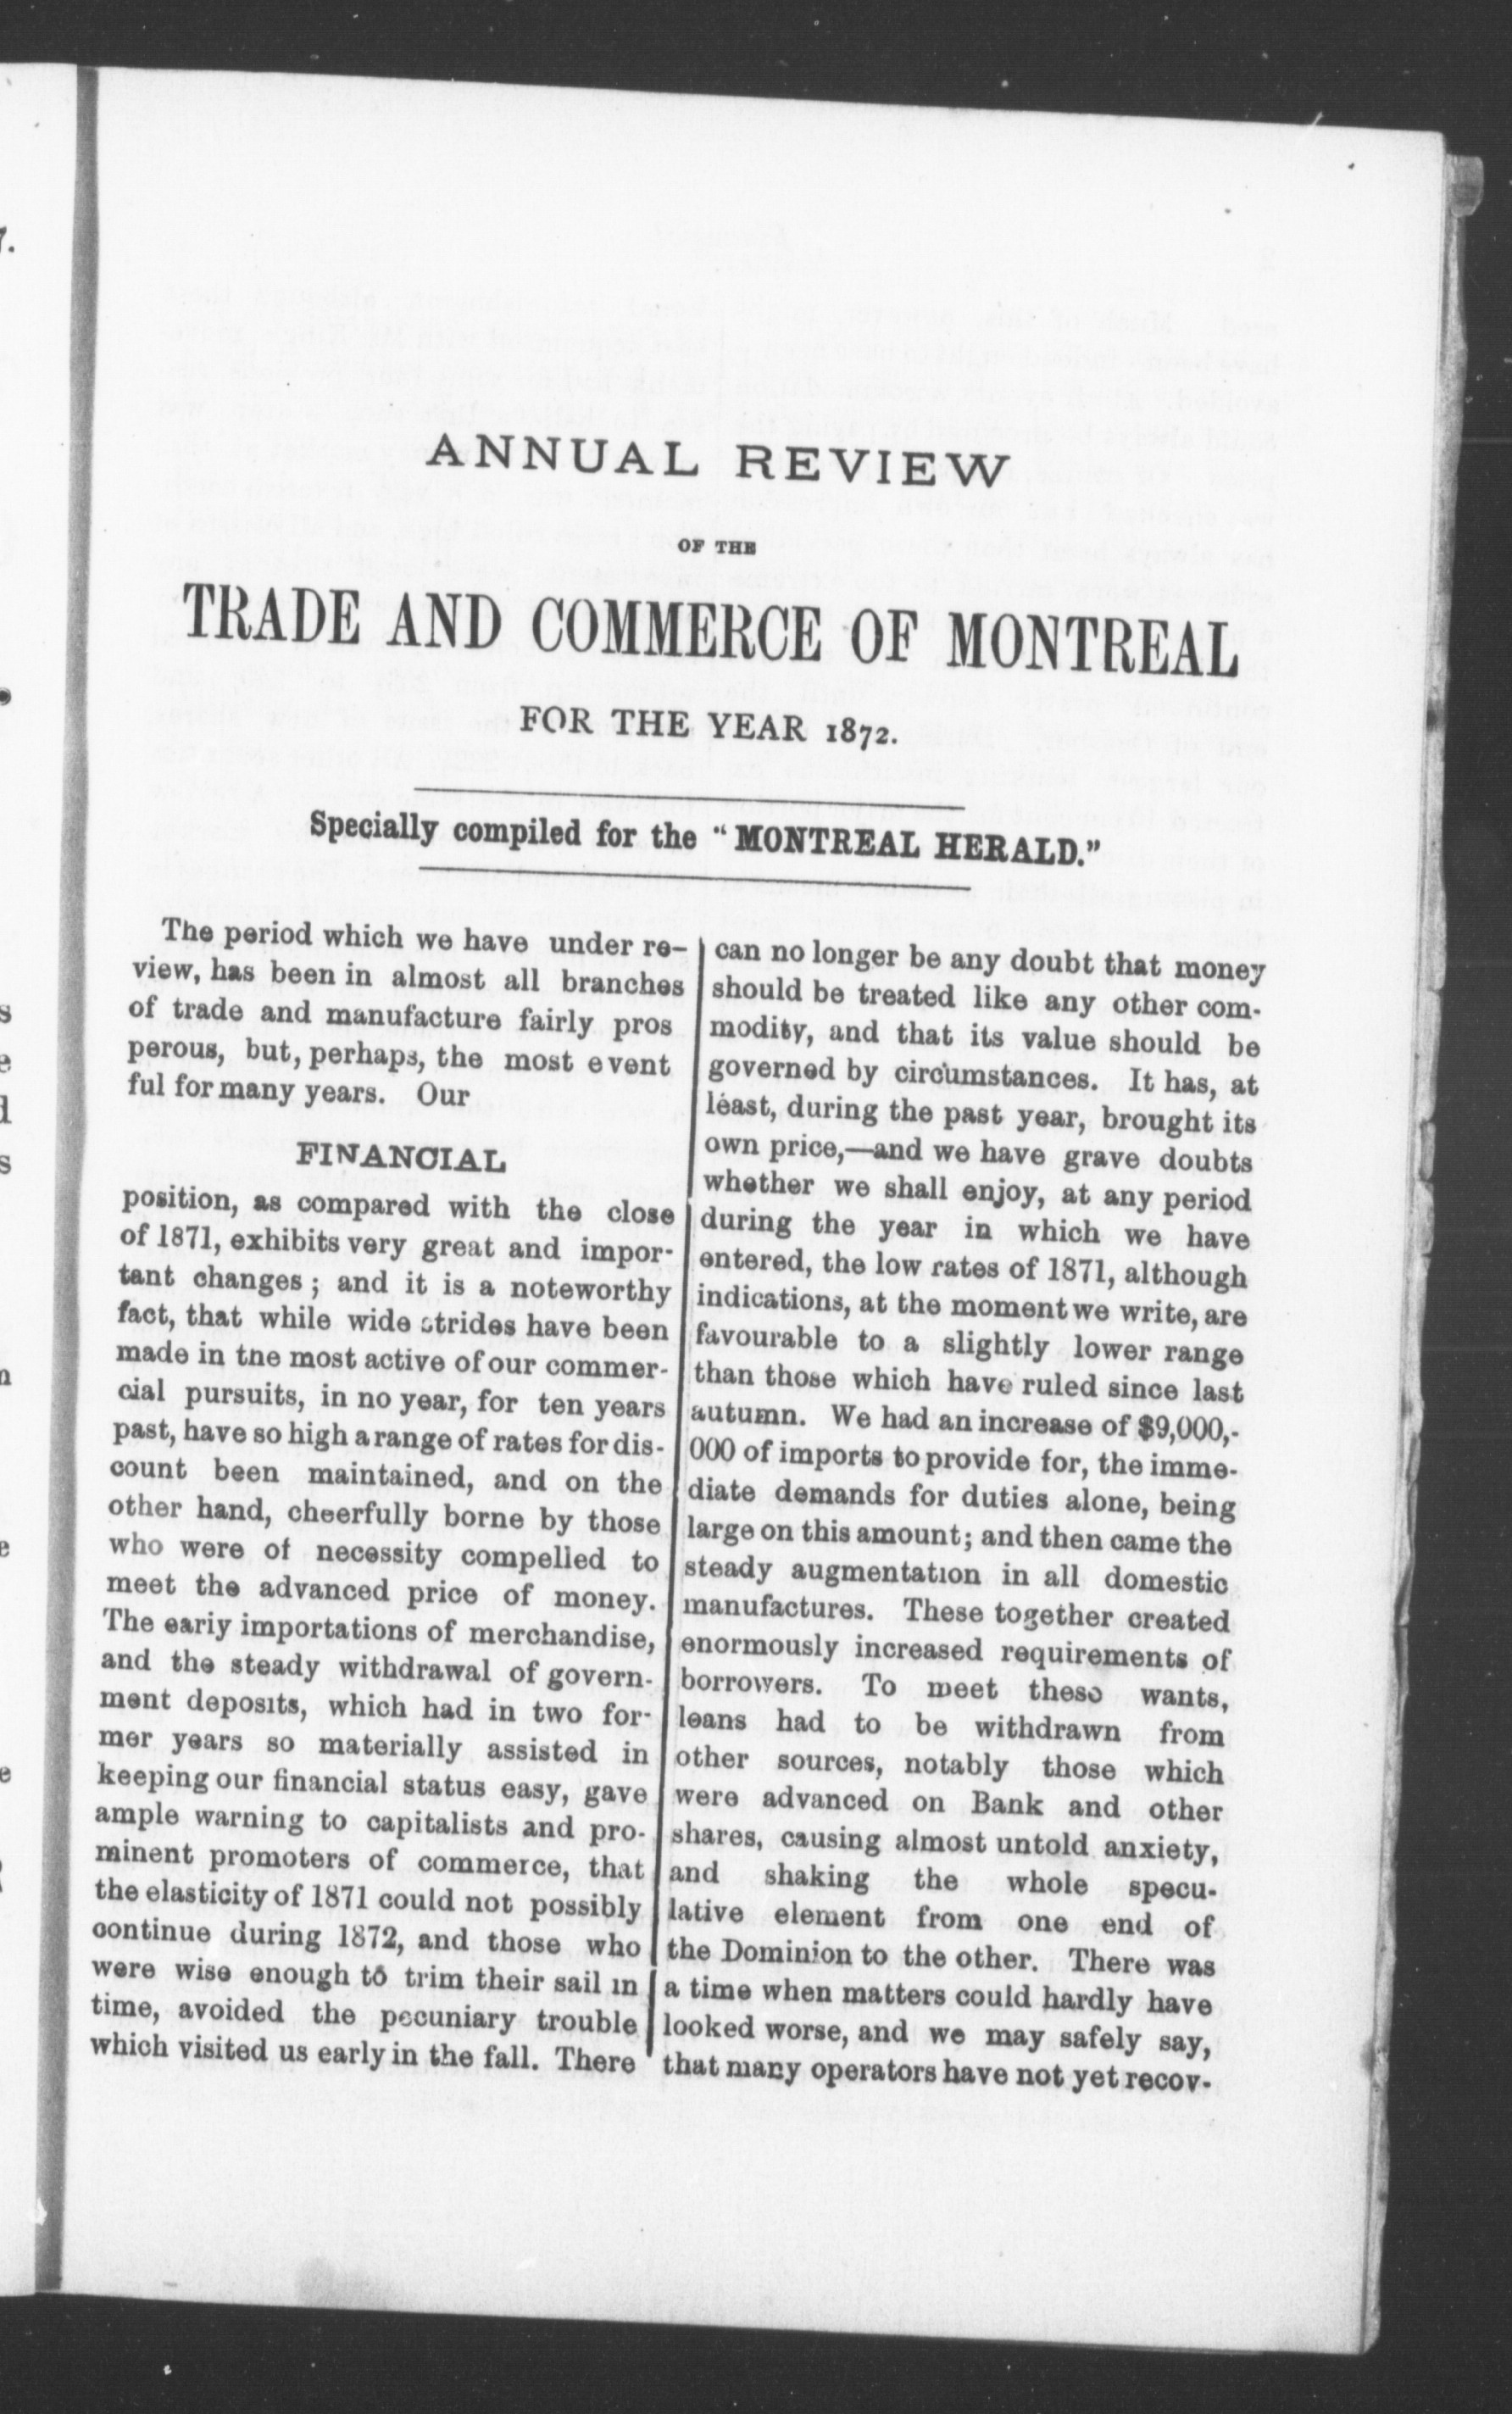 ANNUAL REVIEW
OF THE
TRADE AND COMMERCE OF MONTREAL
FOR THE YEAR 1872.
Specially compiled for the "MONTREAL HERALD."
The period which we have under re-
view, has been in almost all branches
of trade and manufacture fairly pros
perous, but, perhaps, the most event
ful for many years. Our
FINANCIAL
position, as compared with the close
of 1871, exhibits very great and impor-
tant changes; and it is a noteworthy
fact, that while wide strides have been
made in the most active of our commer-
cial pursuits, in no year, for ten years
past, have so high a range of rates for dis-
count been maintained, and on the
other hand, cheerfully borne by those
who were of necessity compelled to
meet the advanced price of money.
The early importations of merchandise,
and the steady withdrawal of govern-
ment deposits, which had in two for-
mer years so materially assisted in
keeping our financial status easy, gave
ample warning to capitalists and pro-
minent promoters of commerce, that
the elasticity of 1871 could not possibly
continue during 1872, and those who
were wise enough to trim their sail in
time, avoided the pecuniary trouble
which visited us early in the fall. There
can no longer be any doubt that money
should be treated like any other com-
modity, and that its value should be
governed by circumstances. It has, at
least, during the past year, brought its
own price,—and we have grave doubts
whether we shall enjoy, at any period
during the year in which we have
entered, the low rates of 1871, although
indications, at the moment we write, are
favourable to a slightly lower range
than those which have ruled since last
autumn. We had an increase of $9,000,-
000 of imports to provide for, the imme-
diate demands for duties alone, being
large on this amount; and then came the
steady augmentation in all domestic
manufactures. These together created
enormously increased requirements of
borrowers. To meet these wants,
loans had to be withdrawn from
other sources, notably those which
were advanced on Bank and other
shares, causing almost untold anxiety,
and shaking the whole specu-
lative element from one end of
the Dominion to the other. There was
a time when matters could hardly have
looked worse, and we may safely say,
that many operators have not yet recov-